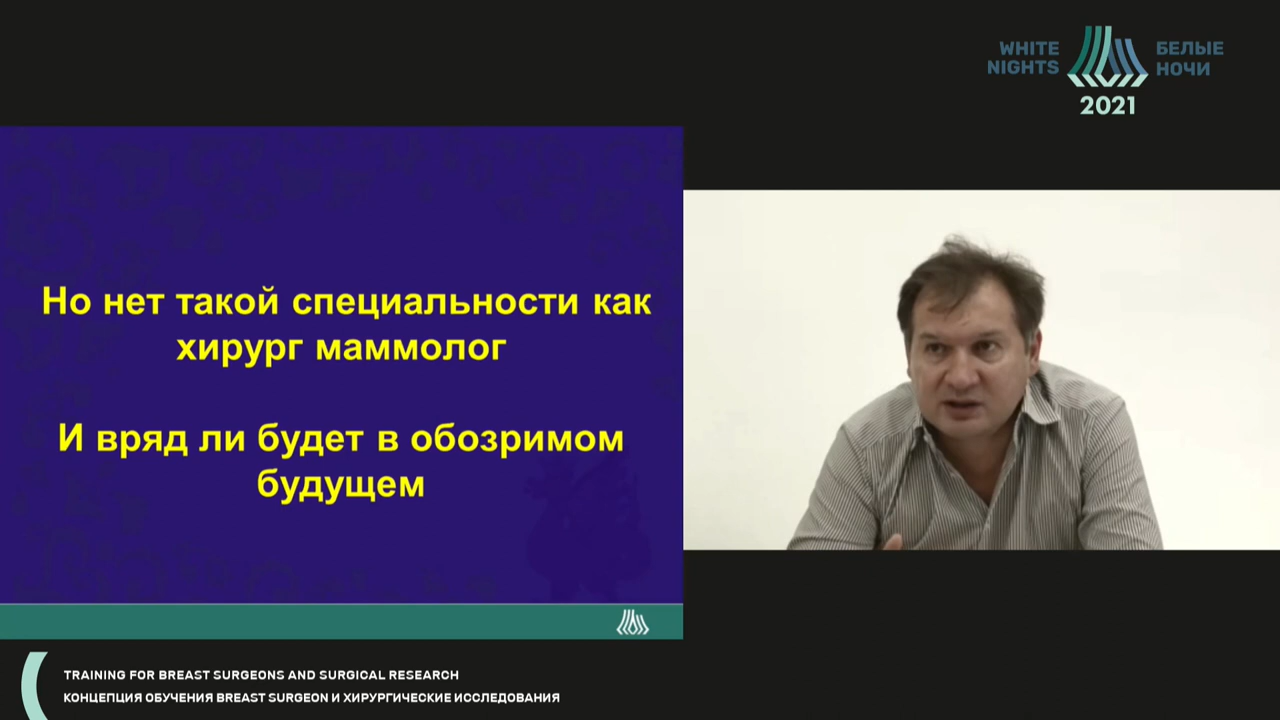 WHITE
NIGHTS
БЕЛЫЕ
НОЧИ
2021
Но нет такой специальности как
хирург маммолог
И вряд ли будет в обозримом
будущем
TRAINING FOR BREAST SURGEONS AND SURGICAL RESEARCH
КОНЦЕПЦИЯ ОБУЧЕНИЯ BREAST SURGEON И ХИРУРГИЧЕСКИЕ ИССЛЕДОВАНИЯ